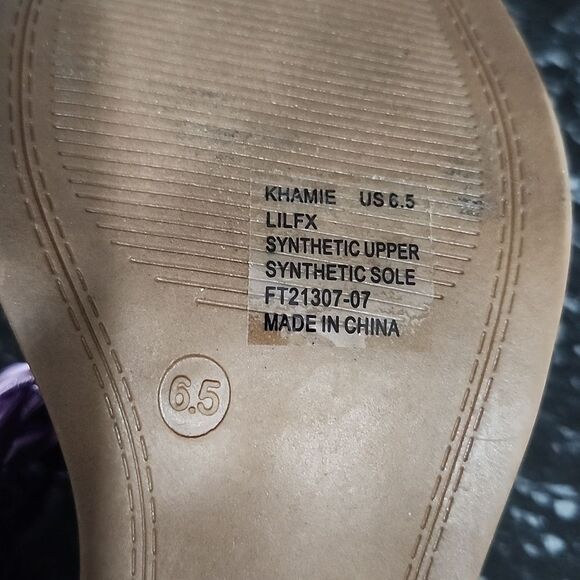 KHAMIE US 6.5
LILFX
SYNTHETIC UPPER
SYNTHETIC SOLE
FT21307-07
MADE IN CHINA
6.5